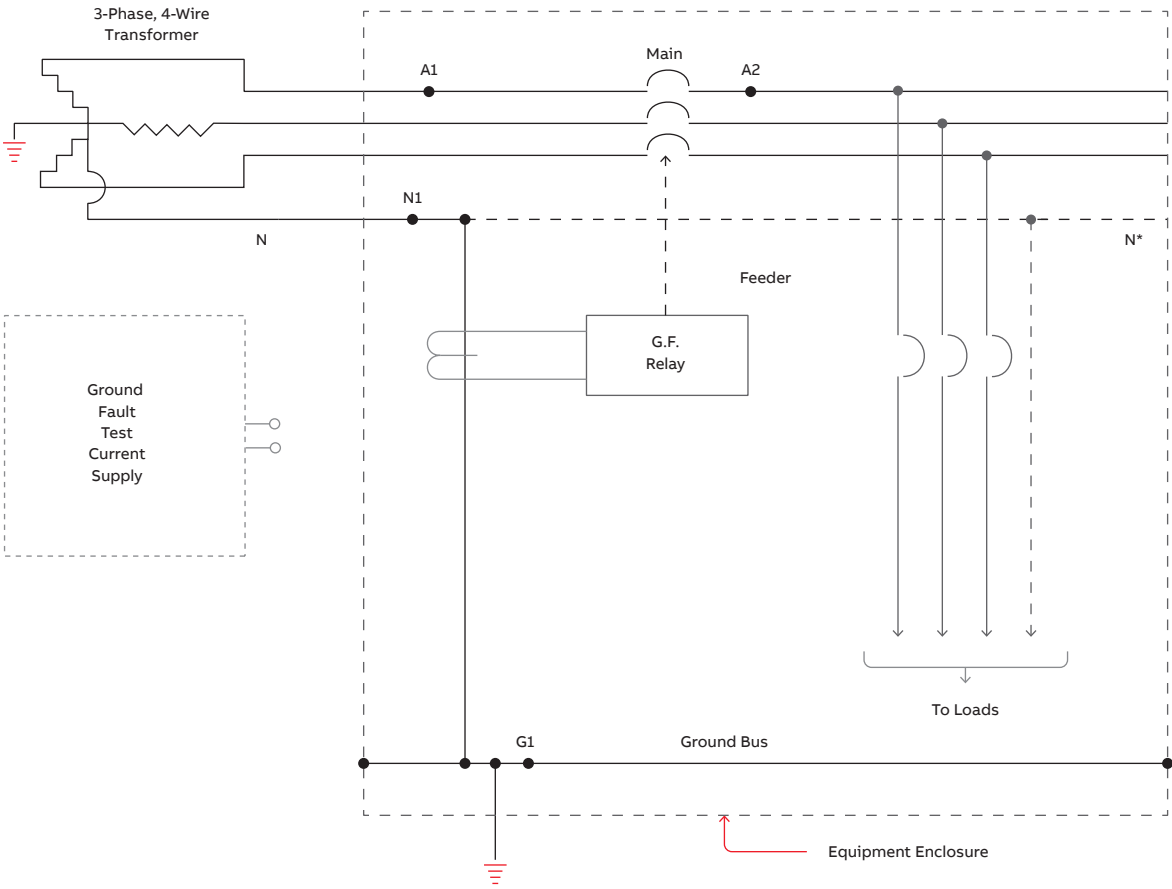 3-Phase, 4-Wire
Transformer
Main
A1
A2
N1
N
N*
Feeder
G.F.
Relay
Ground
Fault
Test
Current
Supply
To Loads
G1
Ground Bus
Equipment Enclosure